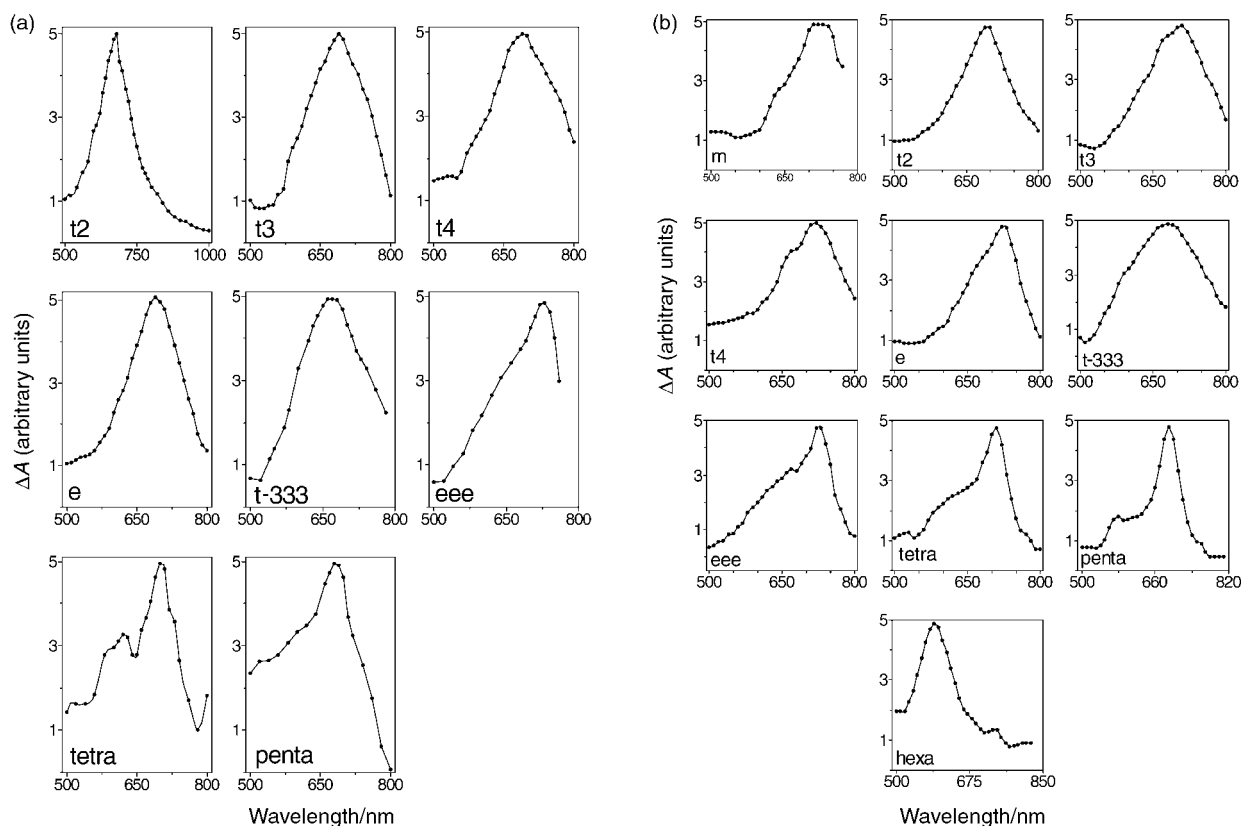 (a)
5
3
1
t2
500 750 1000
5
3
1
t3
500 650 800
5
3
1
t4
500 650 800
5
3
1
e
500 650 800
5
3
1
t-333
500 650 800
5
3
1
eee
500 650 800
5
3
1
tetra
500 650 800
5
3
1
penta
500 650 800
ΔA (arbitrary units)
Wavelength/nm
(b)
5
3
1
m
500 650 800
5
3
1
t2
500 650 800
5
3
1
t3
500 650 800
5
3
1
t4
500 650 800
5
3
1
e
500 650 800
5
3
1
t-333
500 650 800
5
3
1
eee
500 650 800
5
3
1
tetra
500 650 800
5
3
1
penta
500 660 820
5
3
1
hexa
500 675 850
ΔA (arbitrary units)
Wavelength/nm